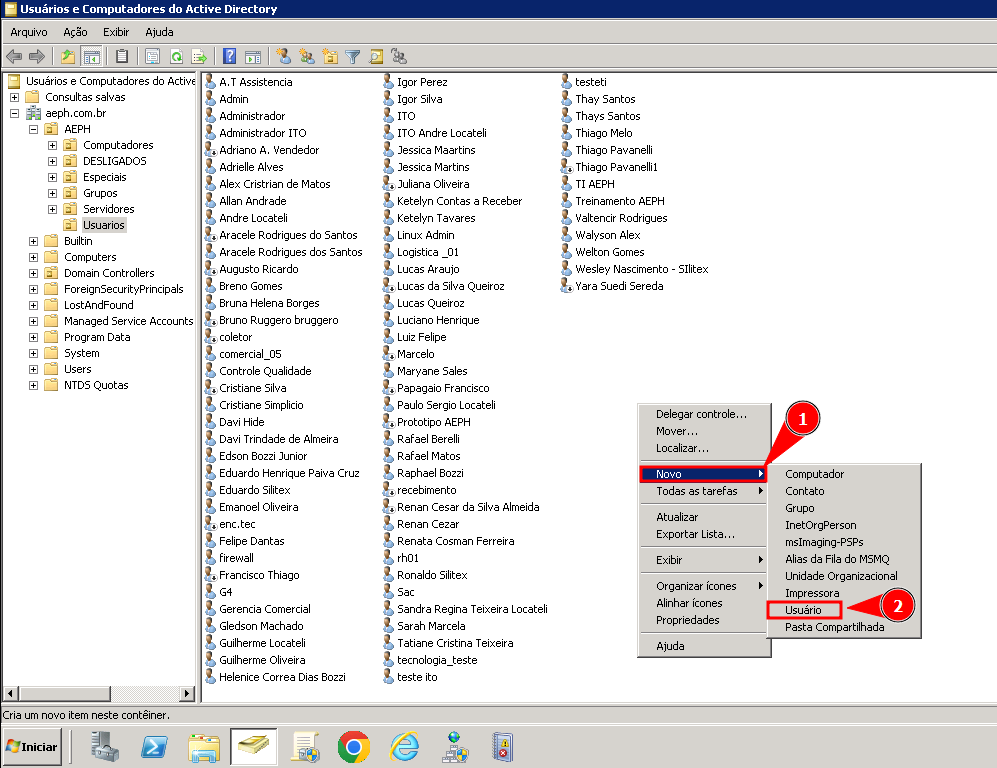 Usuários e Computadores do Active Directory
Arquivo Ação Exibir Ajuda
Usuários e Computadores do Active
Consultas salvas
aeph.com.br
AEPH
Computadores
DESLIGADOS
Especiais
Grupos
Servidores
Usuarios
Builtin
Computers
Domain Controllers
ForeignSecurityPrincipals
LostAndFound
Managed Service Accounts
Program Data
System
Users
NTDS Quotas
A.T Assistencia
Admin
Administrador
Administrador ITO
Adriano A. Vendedor
Adrielle Alves
Alex Cristrian de Matos
Allan Andrade
Andre Locateli
Aracele Rodrigues do Santos
Aracele Rodrigues dos Santos
Augusto Ricardo
Breno Gomes
Bruna Helena Borges
Bruno Ruggero bruggero
coletor
comercial_05
Controle Qualidade
Cristiane Silva
Cristiane Simplicio
Davi Hide
Davi Trindade de Almeira
Edson Bozzi Junior
Eduardo Henrique Paiva Cruz
Eduardo Silitex
Emanoel Oliveira
enc.tec
Felipe Dantas
firewall
Francisco Thiago
G4
Gerencia Comercial
Gledson Machado
Guilherme Locateli
Guilherme Oliveira
Helenice Correa Dias Bozzi
Igor Perez
Igor Silva
ITO
ITO Andre Locateli
Jessica Maartins
Jessica Martins
Juliana Oliveira
Ketelyn Contas a Receber
Ketelyn Tavares
Linux Admin
Logistica _01
Lucas Araujo
Lucas da Silva Queiroz
Lucas Queiroz
Luciano Henrique
Luiz Felipe
Marcelo
Maryane Sales
Papagaio Francisco
Paulo Sergio Locateli
Prototipo AEPH
Rafael Berelli
Rafael Matos
Raphael Bozzi
recebimento
Renan Cesar da Silva Almeida
Renan Cezar
Renata Cosman Ferreira
rh01
Ronaldo Silitex
Sac
Sandra Regina Teixeira Locateli
Sarah Marcela
Tatiane Cristina Teixeira
tecnologia_teste
teste ito
testeti
Thay Santos
Thays Santos
Thiago Melo
Thiago Pavanelli
Thiago Pavanelli1
TI AEPH
Treinamento AEPH
Valtencir Rodrigues
Walyson Alex
Welton Gomes
Wesley Nascimento - SIlitex
Yara Suedi Sereda
Delegar controle...
Mover...
Localizar...
Novo
Todas as tarefas
Atualizar
Exportar Lista...
Exibir
Organizar ícones
Alinhar ícones
Propriedades
Ajuda
1
Computador
Contato
Grupo
InetOrgPerson
msImaging-PSPs
Alias da Fila do MSMQ
Unidade Organizacional
Impressora
Usuário
Pasta Compartilhada
2
Cria um novo item neste contêiner.
Iniciar